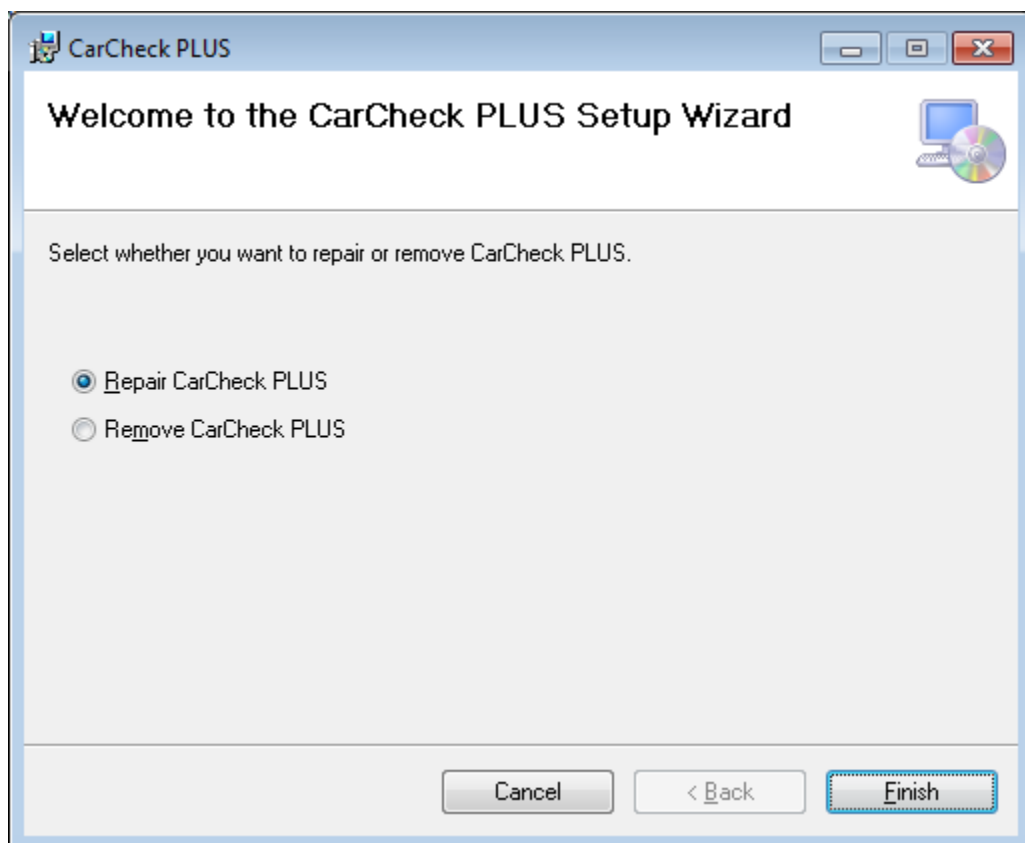 CarCheck PLUS
Welcome to the CarCheck PLUS Setup Wizard
Select whether you want to repair or remove CarCheck PLUS.
Repair CarCheck PLUS
Remove CarCheck PLUS
Cancel
< Back
Finish